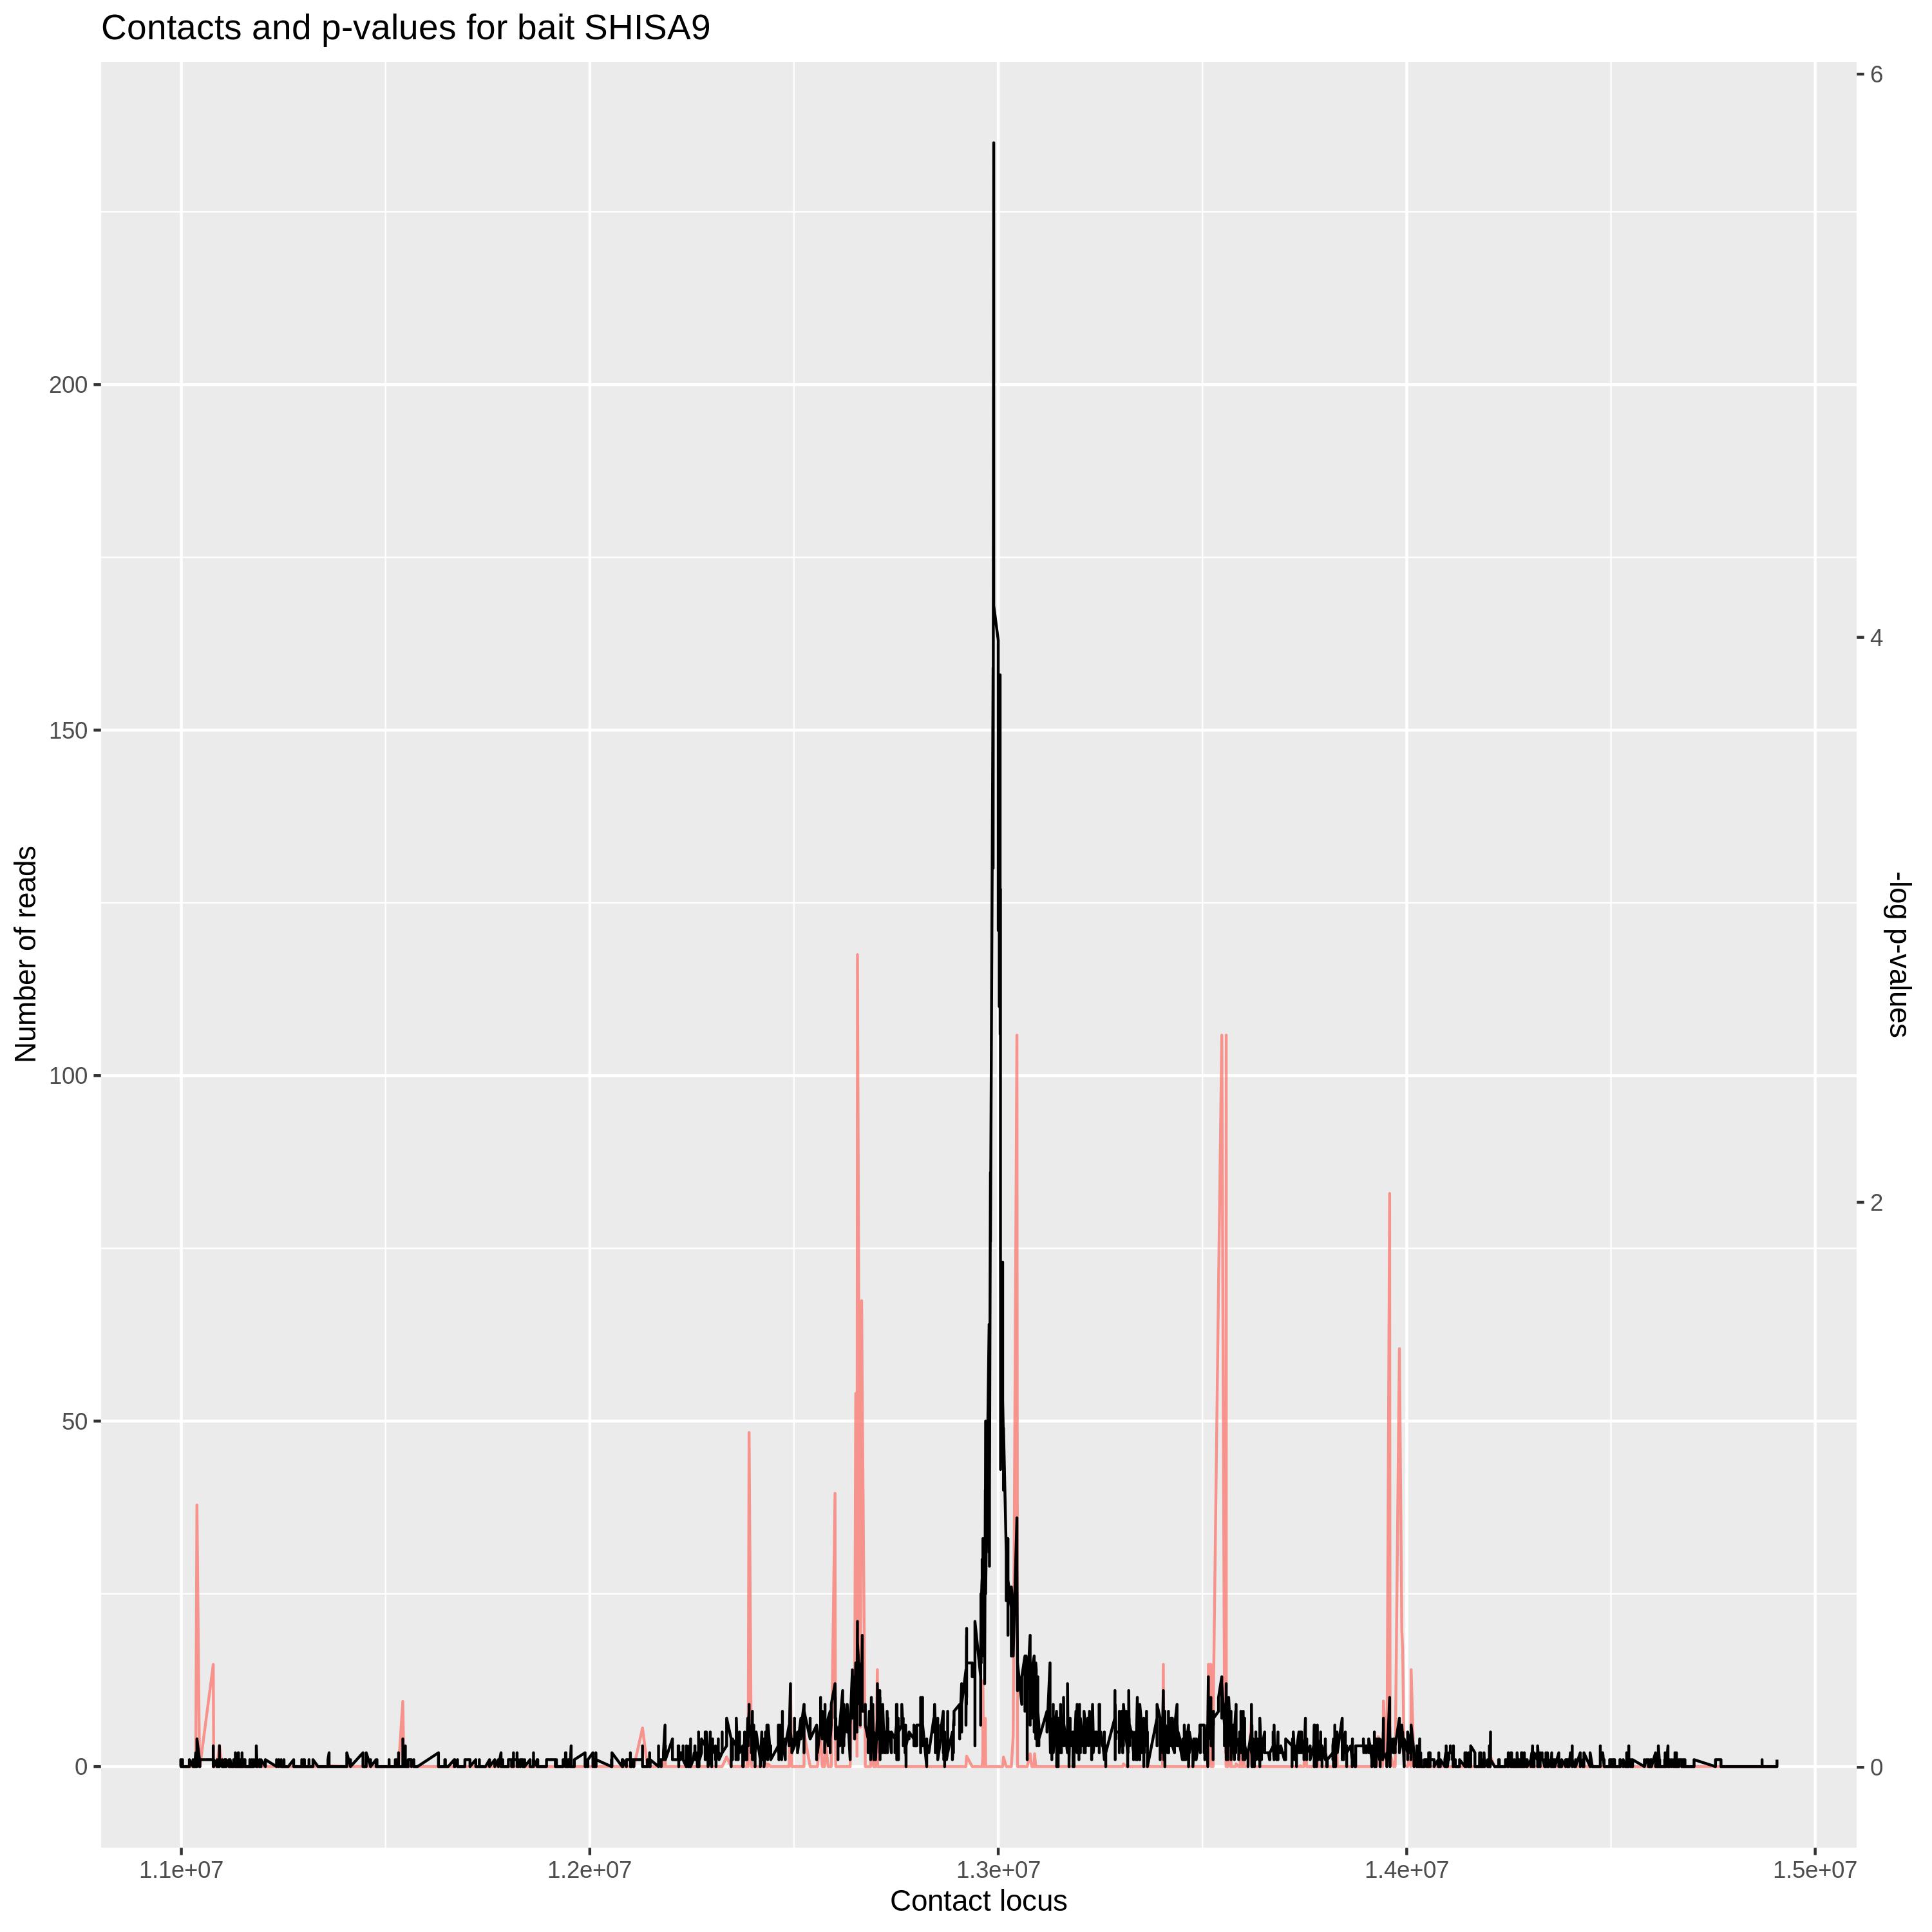 Contacts and p-values for bait SHISA9
6
200
4
150
Number of reads
-log p-values
100
2
50
0
0
1.1e+07
1.2e+07
1.3e+07
1.4e+07
1.5e+07
Contact locus